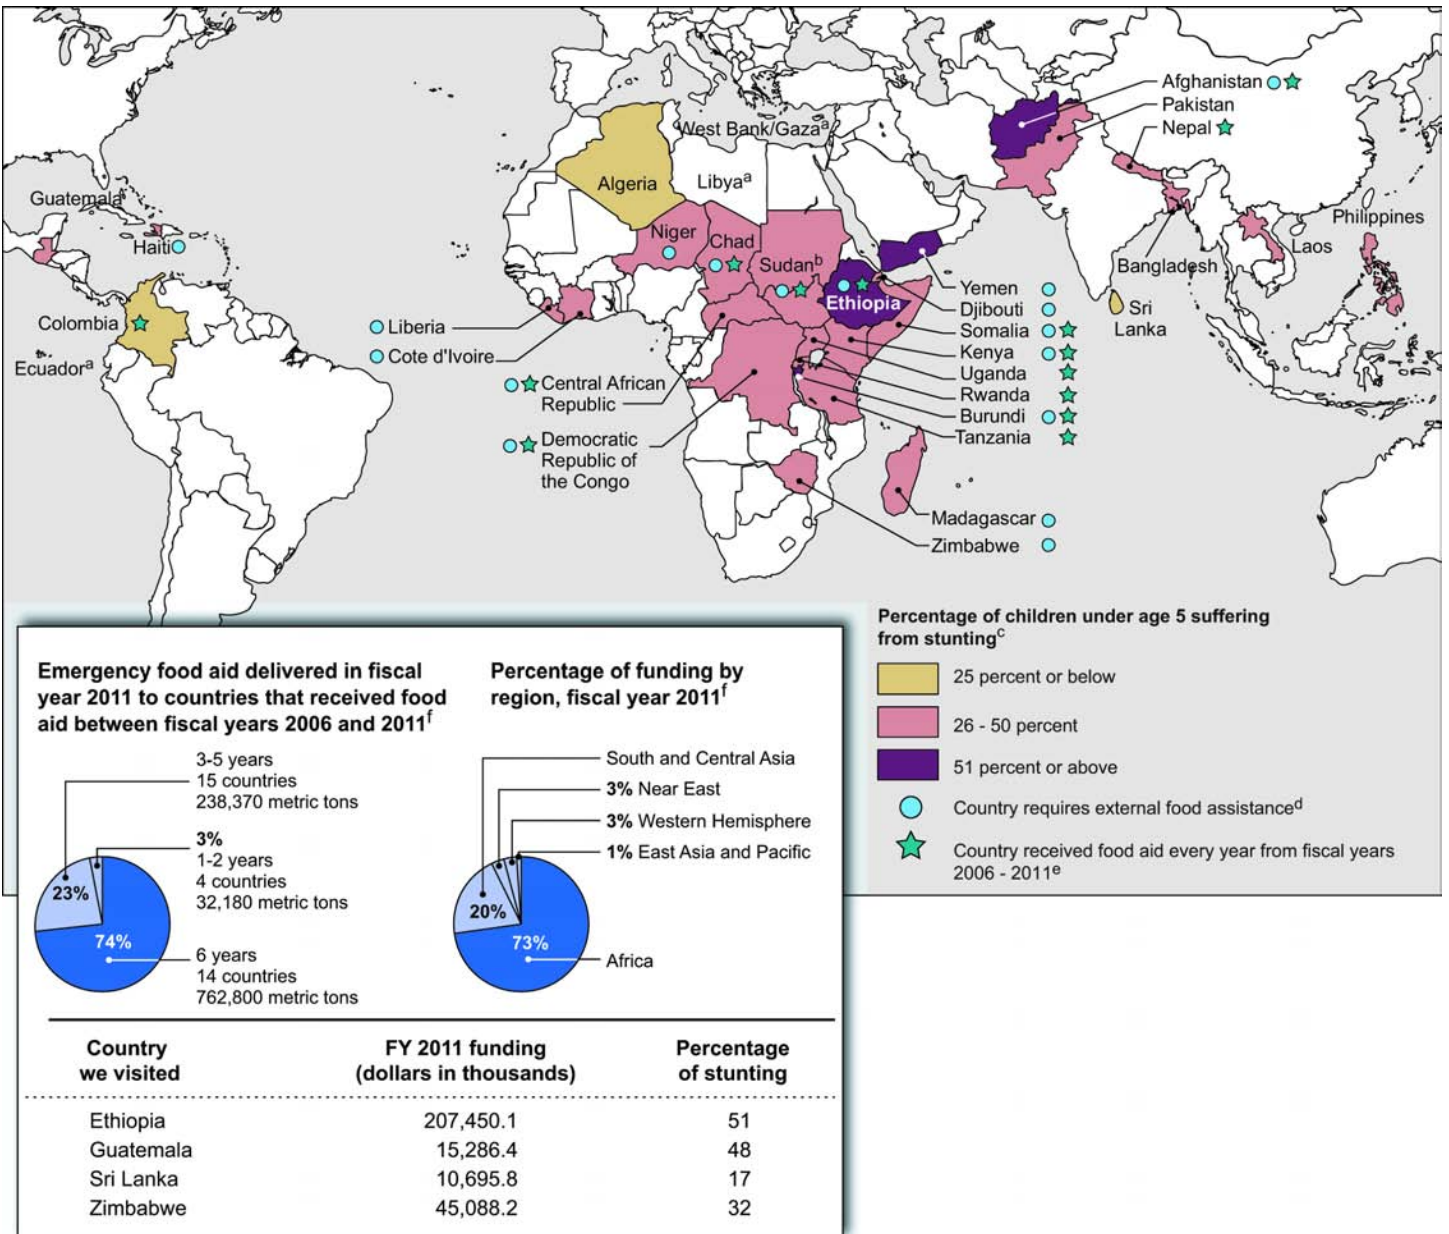 Afghanistan
Pakistan
Nepal
West Bank/Gazaª
Algeria
Libyaª
Guatemala
Haiti
Niger
Chad
Sudanᵇ
Ethiopia
Philippines
Laos
Bangladesh
Sri
Lanka
Colombia
Ecuadorª
Liberia
Cote d'Ivoire
Central African
Republic
Democratic
Republic of
the Congo
Yemen
Djibouti
Somalia
Kenya
Uganda
Rwanda
Burundi
Tanzania
Madagascar
Zimbabwe
Percentage of children under age 5 suffering
from stuntingᶜ
25 percent or below
26 - 50 percent
51 percent or above
Country requires external food assistanceᵈ
Country received food aid every year from fiscal years
2006 - 2011ᵉ
Emergency food aid delivered in fiscal
year 2011 to countries that received food
aid between fiscal years 2006 and 2011ᶠ
3-5 years
15 countries
238,370 metric tons
3%
1-2 years
4 countries
32,180 metric tons
23%
74%
6 years
14 countries
762,800 metric tons
Percentage of funding by
region, fiscal year 2011ᶠ
South and Central Asia
3% Near East
3% Western Hemisphere
1% East Asia and Pacific
20%
73%
Africa
Country we visited FY 2011 funding (dollars in thousands) Percentage of stunting
Ethiopia 207,450.1 51
Guatemala 15,286.4 48
Sri Lanka 10,695.8 17
Zimbabwe 45,088.2 32